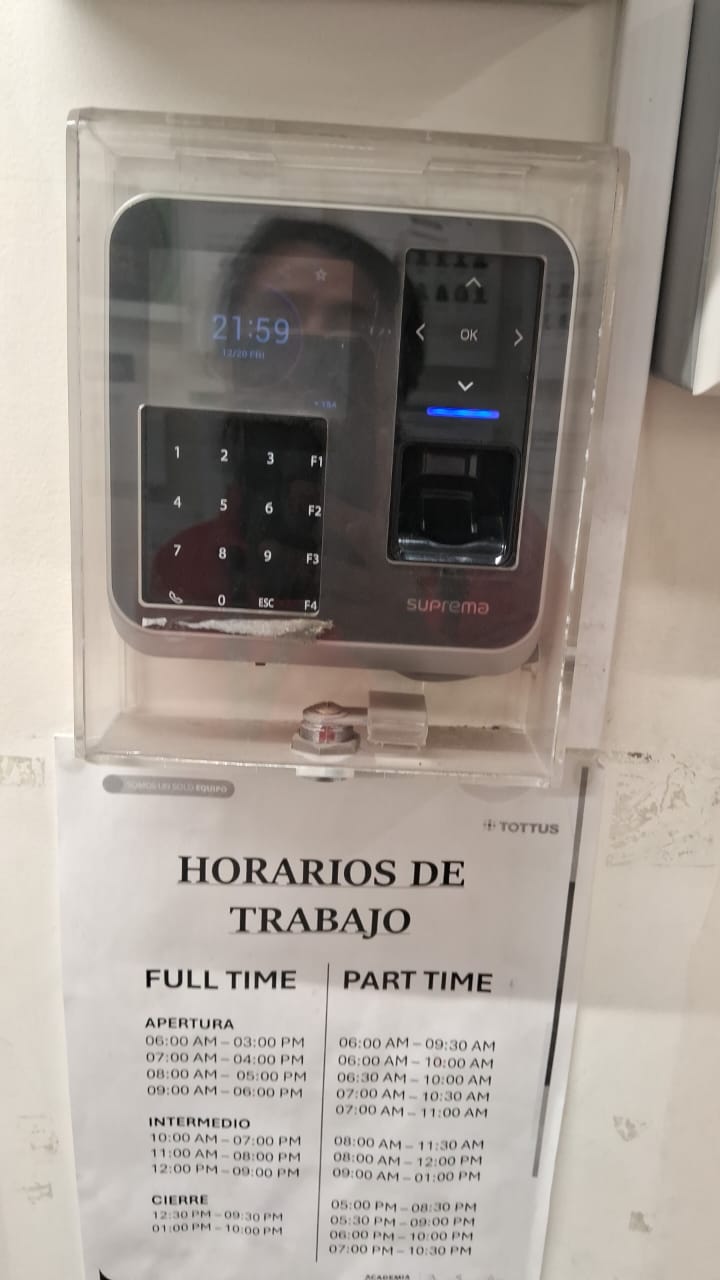 21:59
12/20 FRI
OK
1 2 3 F1
4 5 6 F2
7 8 9 F3
0 ESC F4
suprema
SOMOS UN SOLO EQUIPO
TOTTUS
HORARIOS DE
TRABAJO
FULL TIME
APERTURA
06:00 AM – 03:00 PM
07:00 AM – 04:00 PM
08:00 AM – 05:00 PM
09:00 AM – 06:00 PM
INTERMEDIO
10:00 AM – 07:00 PM
11:00 AM – 08:00 PM
12:00 PM – 09:00 PM
CIERRE
12:30 PM – 09:30 PM
01:00 PM – 10:00 PM
PART TIME
06:00 AM – 09:30 AM
06:00 AM – 10:00 AM
06:30 AM – 10:00 AM
07:00 AM – 10:30 AM
07:00 AM – 11:00 AM
08:00 AM – 11:30 AM
08:00 AM – 12:00 PM
09:00 AM – 01:00 PM
05:00 PM – 08:30 PM
05:30 PM – 09:00 PM
06:00 PM – 10:00 PM
07:00 PM – 10:30 PM
ACADEMIA